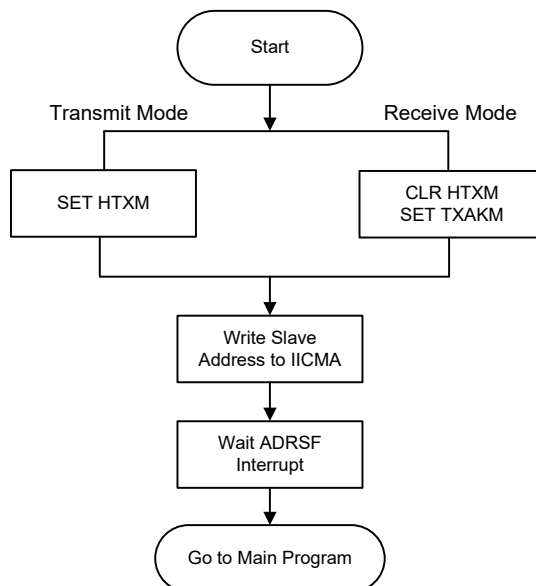 Start
Transmit Mode
Receive Mode
SET HTXM
CLR HTXM
SET TXAKM
Write Slave
Address to IICMA
Wait ADRSF
Interrupt
Go to Main Program